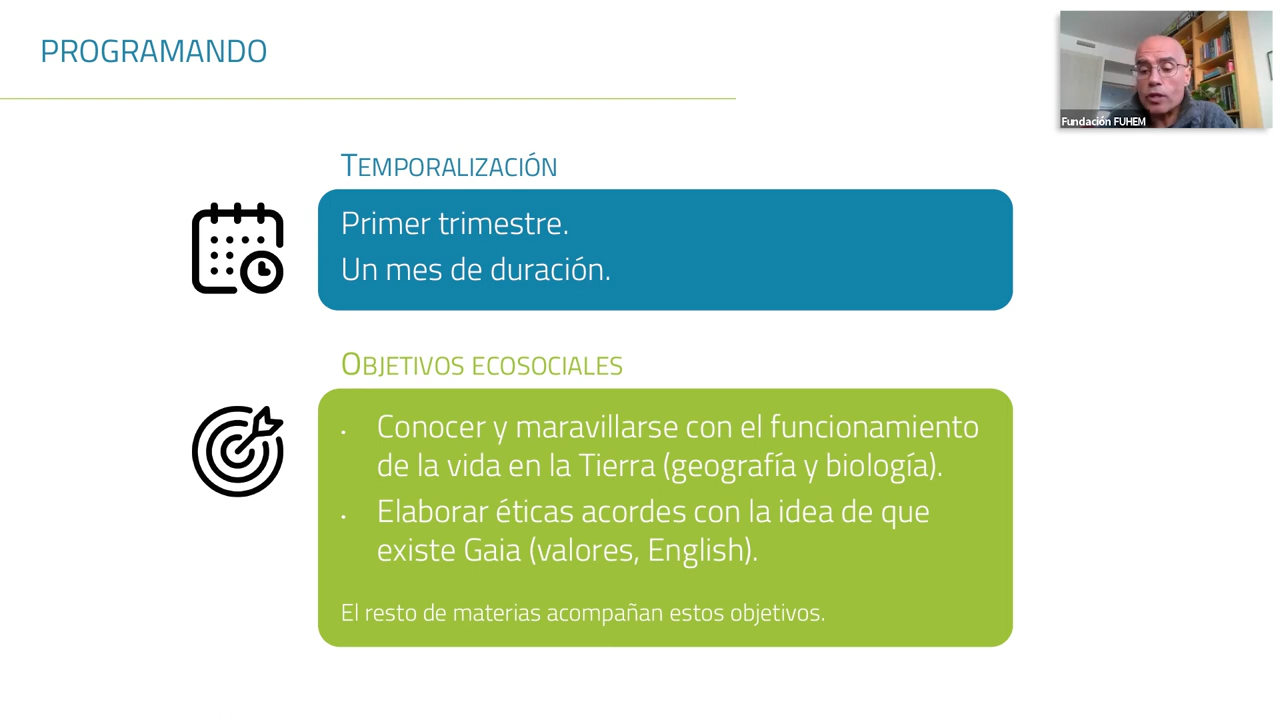 PROGRAMANDO
Fundación FUHEM
TEMPORALIZACIÓN
Primer trimestre.
Un mes de duración.
OBJETIVOS ECOSOCIALES
• Conocer y maravillarse con el funcionamiento
de la vida en la Tierra (geografía y biología).
• Elaborar éticas acordes con la idea de que
existe Gaia (valores, English).
El resto de materias acompañan estos objetivos.